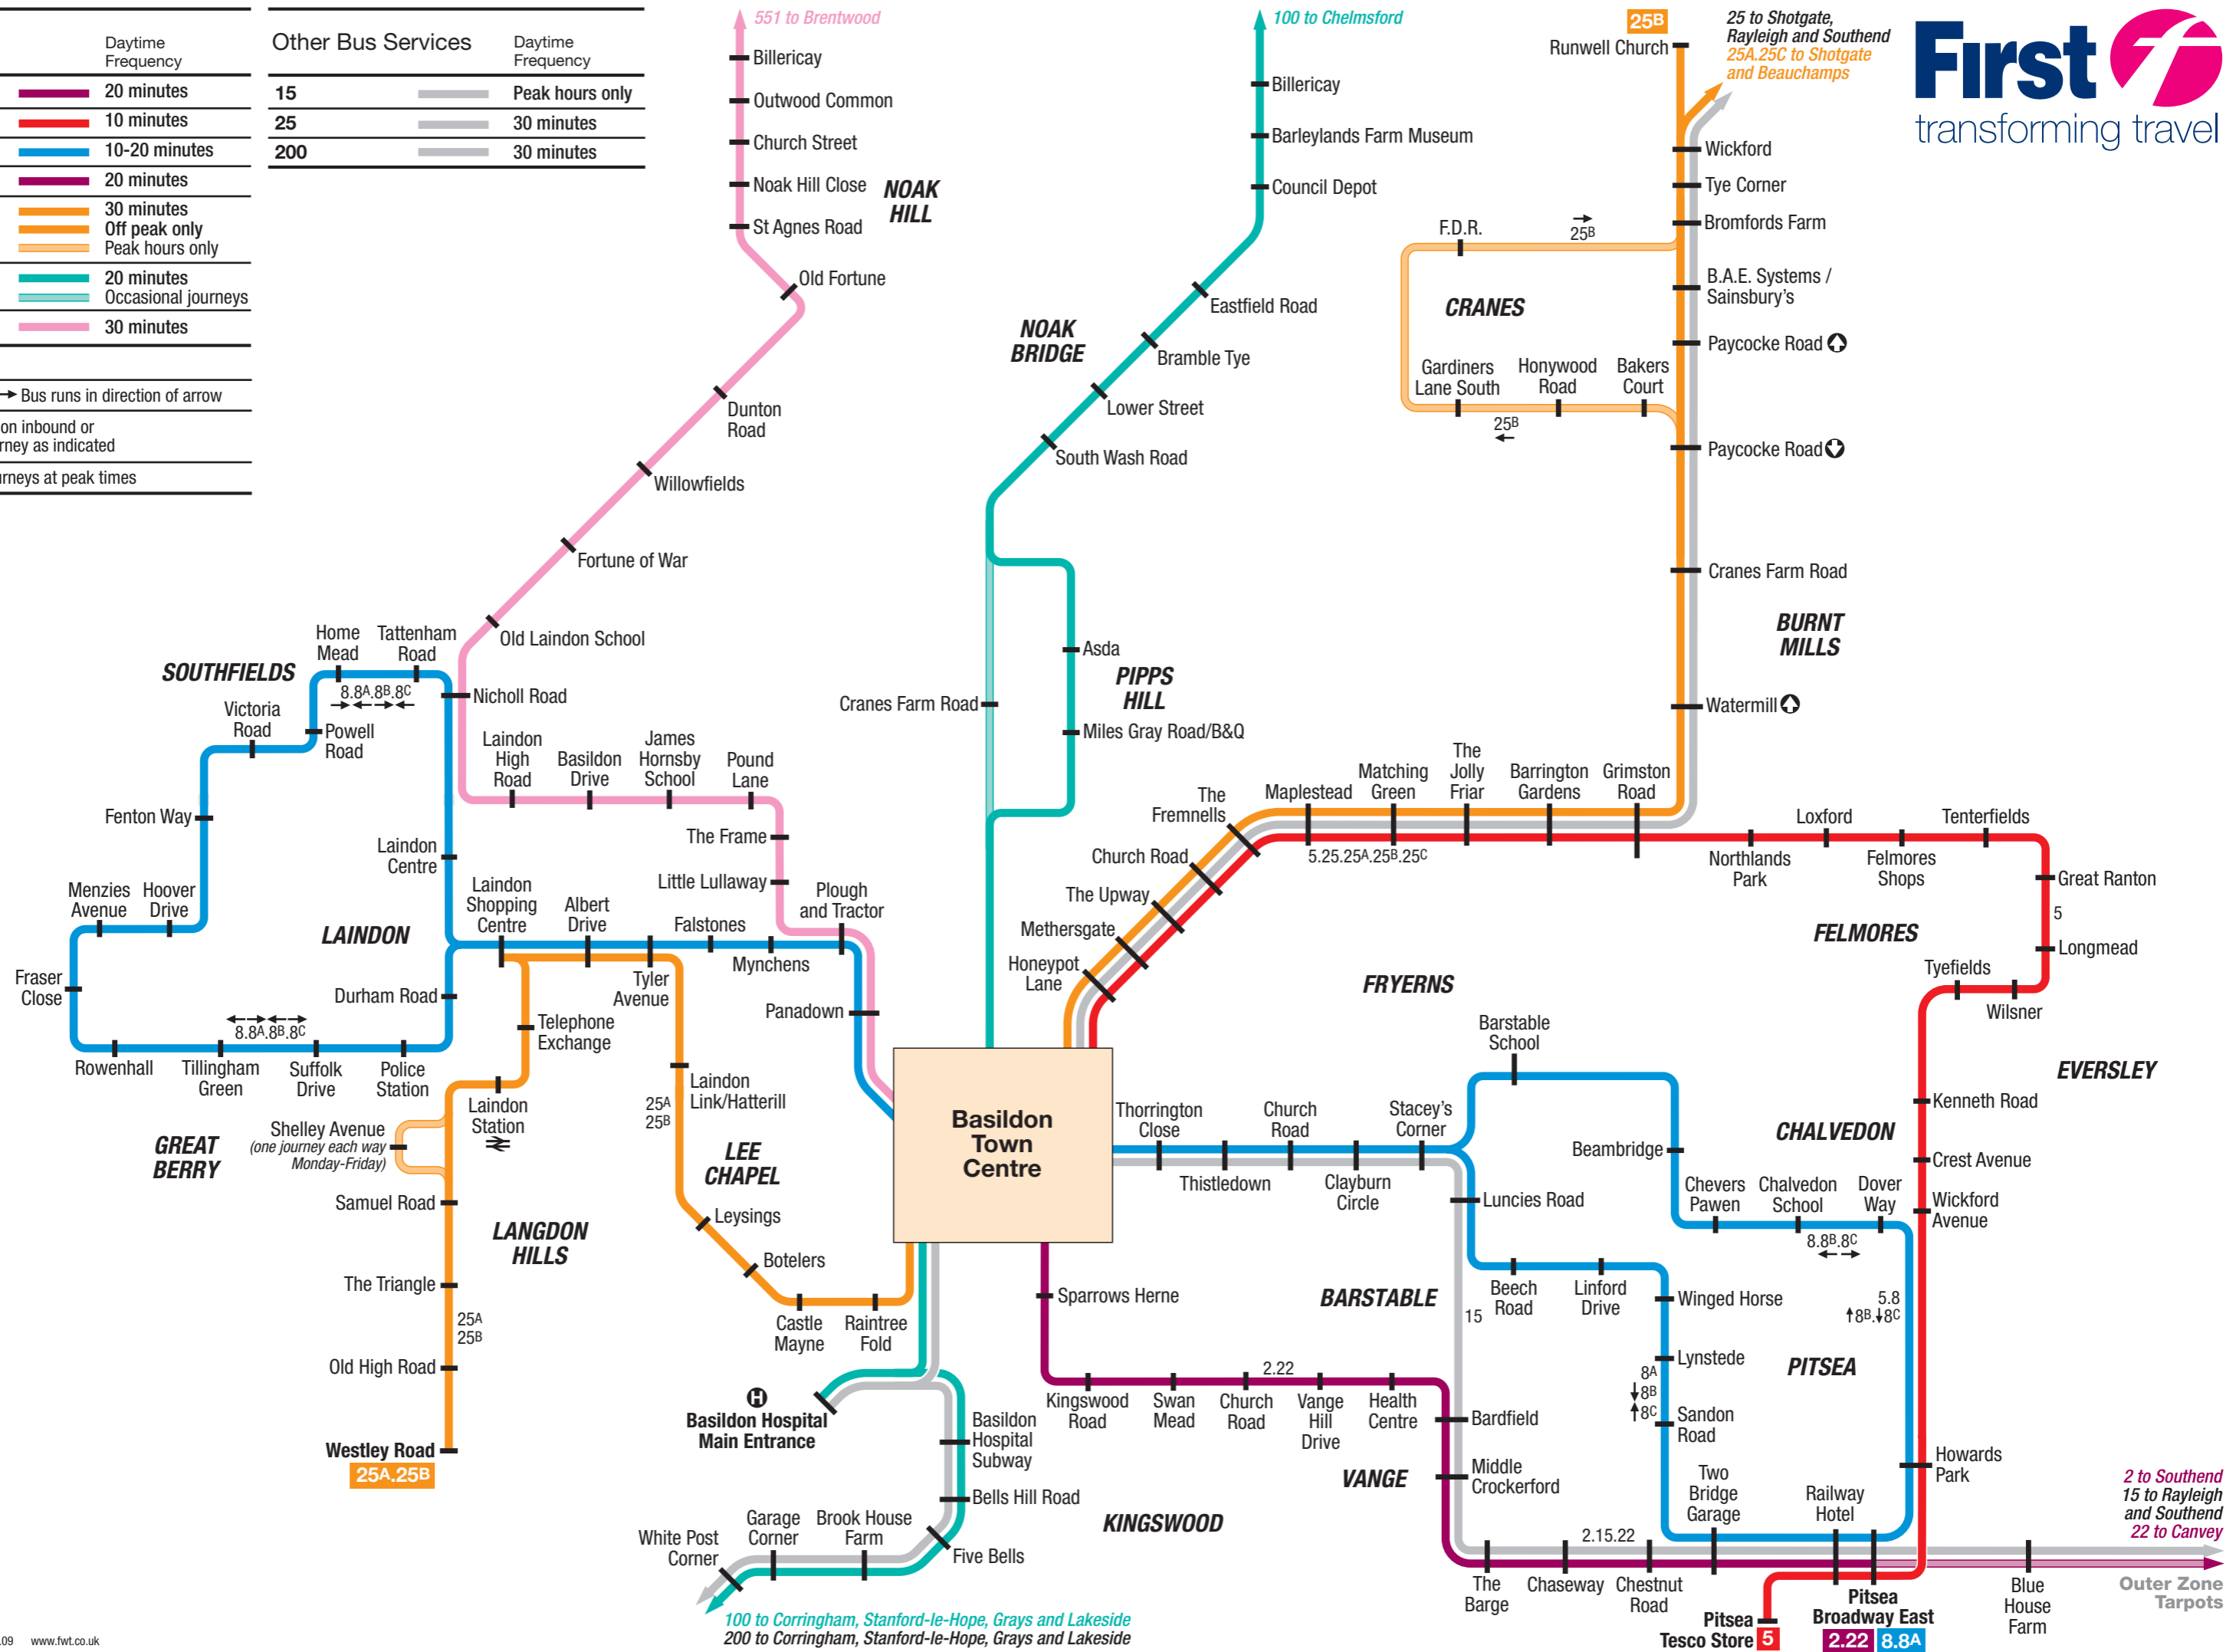 Daytime
Frequency
20 minutes
10 minutes
10-20 minutes
20 minutes
30 minutes
Off peak only
Peak hours only
20 minutes
Occasional journeys
30 minutes
Bus runs in direction of arrow
on inbound or
rney as indicated
urneys at peak times
Other Bus Services
Daytime
Frequency
15 Peak hours only
25 30 minutes
200 30 minutes
551 to Brentwood
Billericay
Outwood Common
Church Street
Noak Hill Close
St Agnes Road
NOAK
HILL
Old Fortune
Dunton
Road
Willowfields
Fortune of War
Old Laindon School
Nicholl Road
Laindon
High
Road
Basildon
Drive
James
Hornsby
School
Pound
Lane
The Frame
Little Lullaway
Plough
and Tractor
Panadown
100 to Chelmsford
Billericay
Barleylands Farm Museum
Council Depot
Eastfield Road
Bramble Tye
Lower Street
South Wash Road
NOAK
BRIDGE
Asda
PIPPS
HILL
Miles Gray Road/B&Q
Cranes Farm Road
25B
Runwell Church
25 to Shotgate,
Rayleigh and Southend
25A.25C to Shotgate
and Beauchamps
First
transforming travel
Wickford
Tye Corner
Bromfords Farm
B.A.E. Systems /
Sainsbury's
Paycocke Road
Paycocke Road
F.D.R.
25B
CRANES
Gardiners
Lane South
Honywood
Road
Bakers
Court
25B
Cranes Farm Road
BURNT
MILLS
Watermill
The
Fremnells
Maplestead
Matching
Green
The
Jolly
Friar
Barrington
Gardens
Grimston
Road
5.25.25A.25B.25C
Church Road
The Upway
Methersgate
Honeypot
Lane
Northlands
Park
Loxford
Felmores
Shops
Tenterfields
Great Ranton
5
Longmead
FELMORES
Tyefields
Wilsner
FRYERNS
EVERSLEY
Kenneth Road
CHALVEDON
Crest Avenue
Wickford
Avenue
SOUTHFIELDS
Home
Mead
Tattenham
Road
8.8A.8B.8C
Victoria
Road
Powell
Road
Fenton Way
Laindon
Centre
Menzies
Avenue
Hoover
Drive
LAINDON
Laindon
Shopping
Centre
Albert
Drive
Tyler
Avenue
Falstones
Mynchens
Fraser
Close
Durham Road
8.8A.8B.8C
Rowenhall
Tillingham
Green
Suffolk
Drive
Police
Station
Telephone
Exchange
Laindon
Station
Laindon
Link/Hatterill
25A
25B
LEE
CHAPEL
GREAT
BERRY
Shelley Avenue
(one journey each way
Monday-Friday)
Samuel Road
LANGDON
HILLS
The Triangle
25A
25B
Old High Road
Westley Road
25A.25B
Leysings
Botelers
Castle
Mayne
Raintree
Fold
Basildon
Town
Centre
Thorrington
Close
Thistledown
Church
Road
Clayburn
Circle
Stacey's
Corner
Barstable
School
Beambridge
Chevers
Pawen
Chalvedon
School
Dover
Way
8.8B.8C
Luncies Road
Beech
Road
Linford
Drive
Winged Horse
BARSTABLE
15
Lynstede
8A
8B
8C
Sandon
Road
PITSEA
5.8
8B.8C
Howards
Park
Two
Bridge
Garage
Railway
Hotel
Sparrows Herne
Kingswood
Road
Swan
Mead
Church
Road
2.22
Vange
Hill
Drive
Health
Centre
Bardfield
Middle
Crockerford
VANGE
The
Barge
Chaseway
2.15.22
Chestnut
Road
Pitsea
Tesco Store 5
Pitsea
Broadway East
2.22 8.8A
Blue
House
Farm
2 to Southend
15 to Rayleigh
and Southend
22 to Canvey
Outer Zone
Tarpots
H
Basildon Hospital
Main Entrance
Basildon
Hospital
Subway
Bells Hill Road
KINGSWOOD
Five Bells
Brook House
Farm
Garage
Corner
White Post
Corner
100 to Corringham, Stanford-le-Hope, Grays and Lakeside
200 to Corringham, Stanford-le-Hope, Grays and Lakeside
.09 www.fwt.co.uk